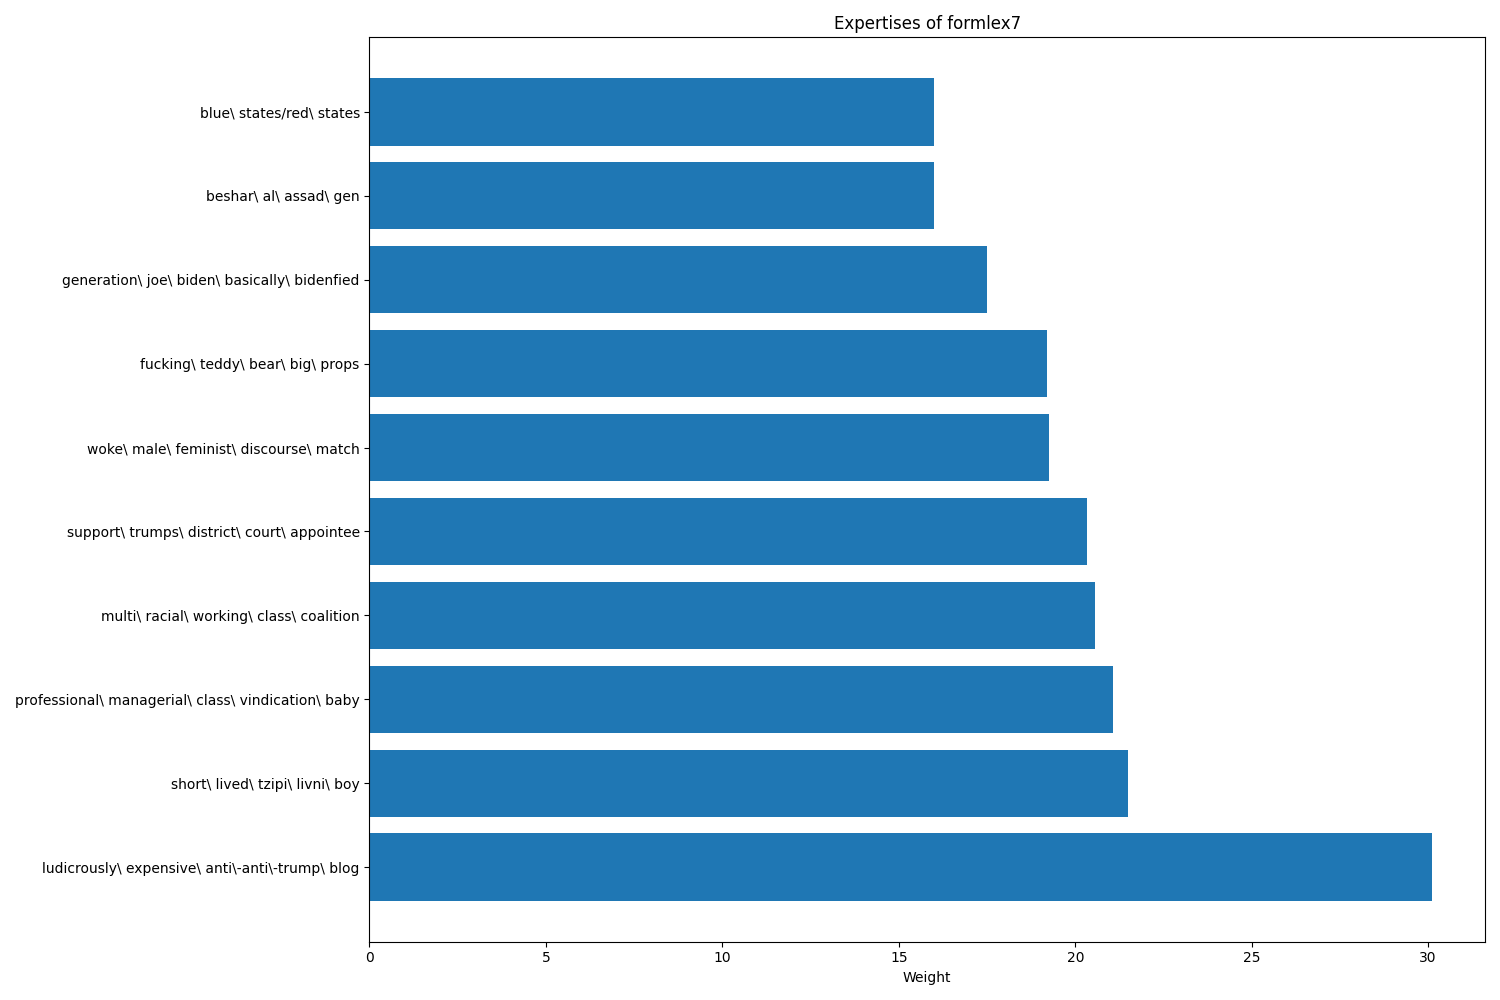 Expertises of formlex7
blue\ states/red\ states
beshar\ al\ assad\ gen
generation\ joe\ biden\ basically\ bidenfied
fucking\ teddy\ bear\ big\ props
woke\ male\ feminist\ discourse\ match
support\ trumps\ district\ court\ appointee
multi\ racial\ working\ class\ coalition
professional\ managerial\ class\ vindication\ baby
short\ lived\ tzipi\ livni\ boy
ludicrously\ expensive\ anti\-anti\-trump\ blog
0 5 10 15 20 25 30
Weight